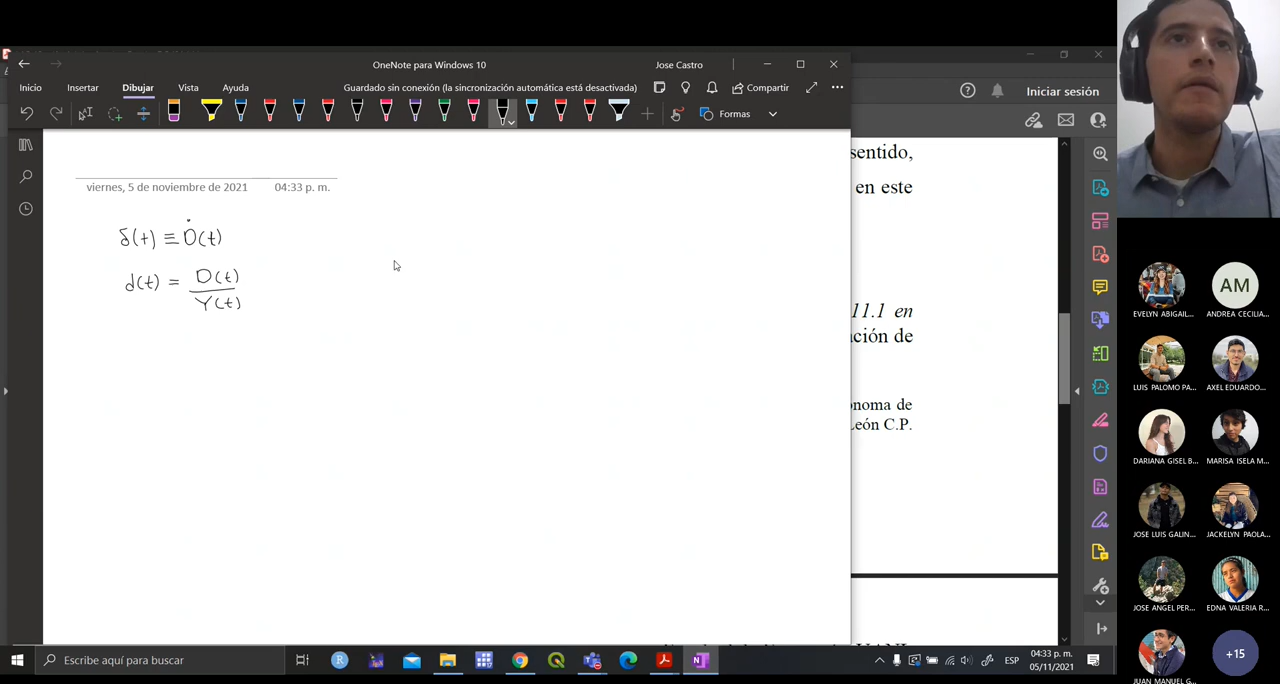 OneNote para Windows 10
Jose Castro
Inicio
Insertar
Dibujar
Vista
Ayuda
Guardado sin conexión (la sincronización automática está desactivada)
Compartir
Iniciar sesión
Formas
viernes, 5 de noviembre de 2021
04:33 p. m.
δ(t) ≡ Ḋ(t)
d(t) = D(t)
Y(t)
sentido,
en este
11.1 en
ción de
onoma de
León C.P.
EVELYN ABIGAIL...
AM
ANDREA CECILIA...
LUIS PALOMO PA...
AXEL EDUARDO...
DARIANA GISEL B...
MARISA ISELA M...
JOSE LUIS GALIN...
JACKELYN PAOLA...
JOSE ANGEL PER...
EDNA VALERIA R...
JUAN MANUEL G...
+15
Escribe aquí para buscar
ESP
04:33 p. m.
05/11/2021